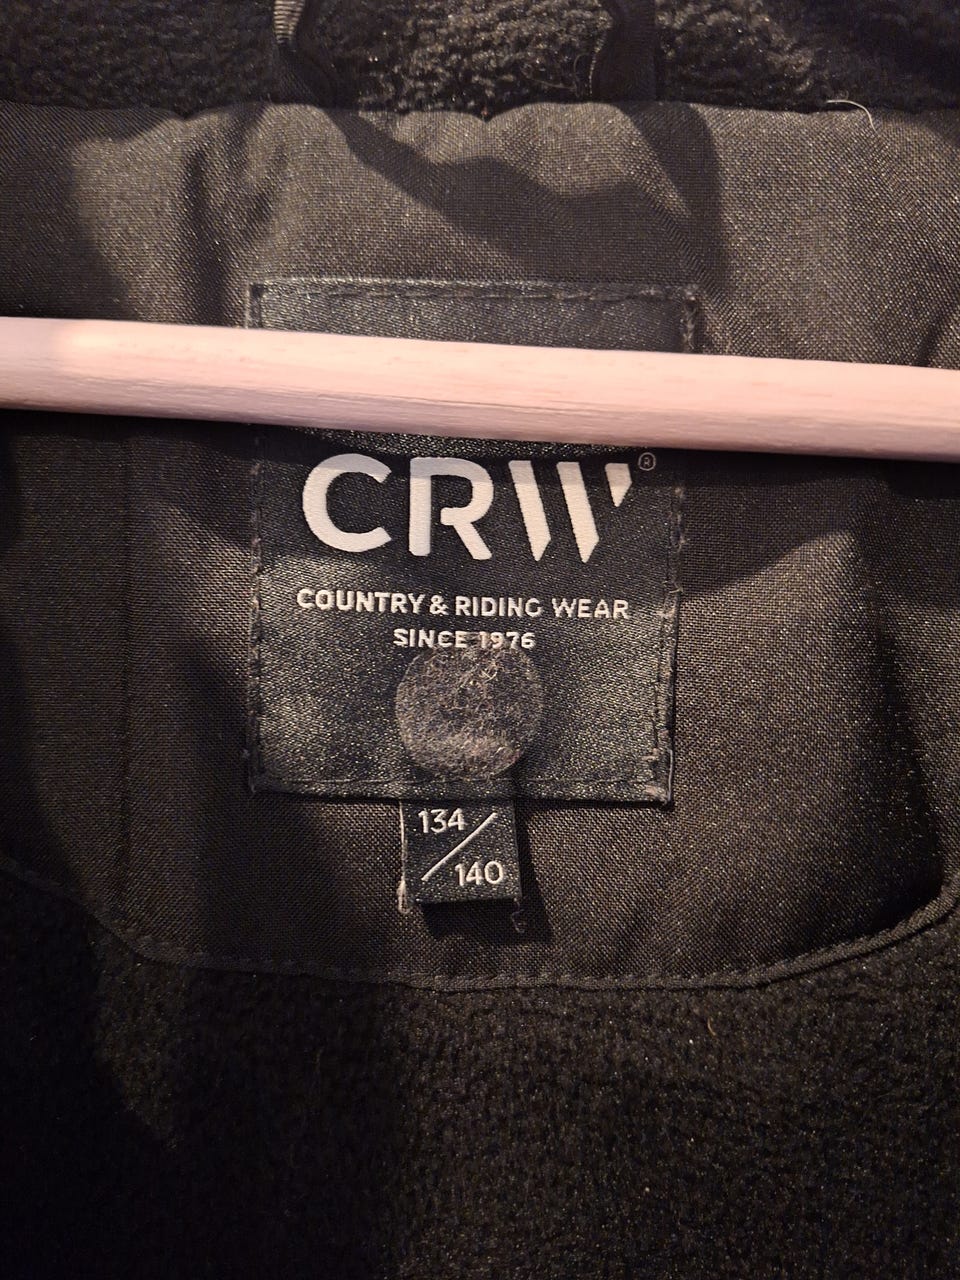 CRW®
COUNTRY & RIDING WEAR
SINCE 1976
134
140